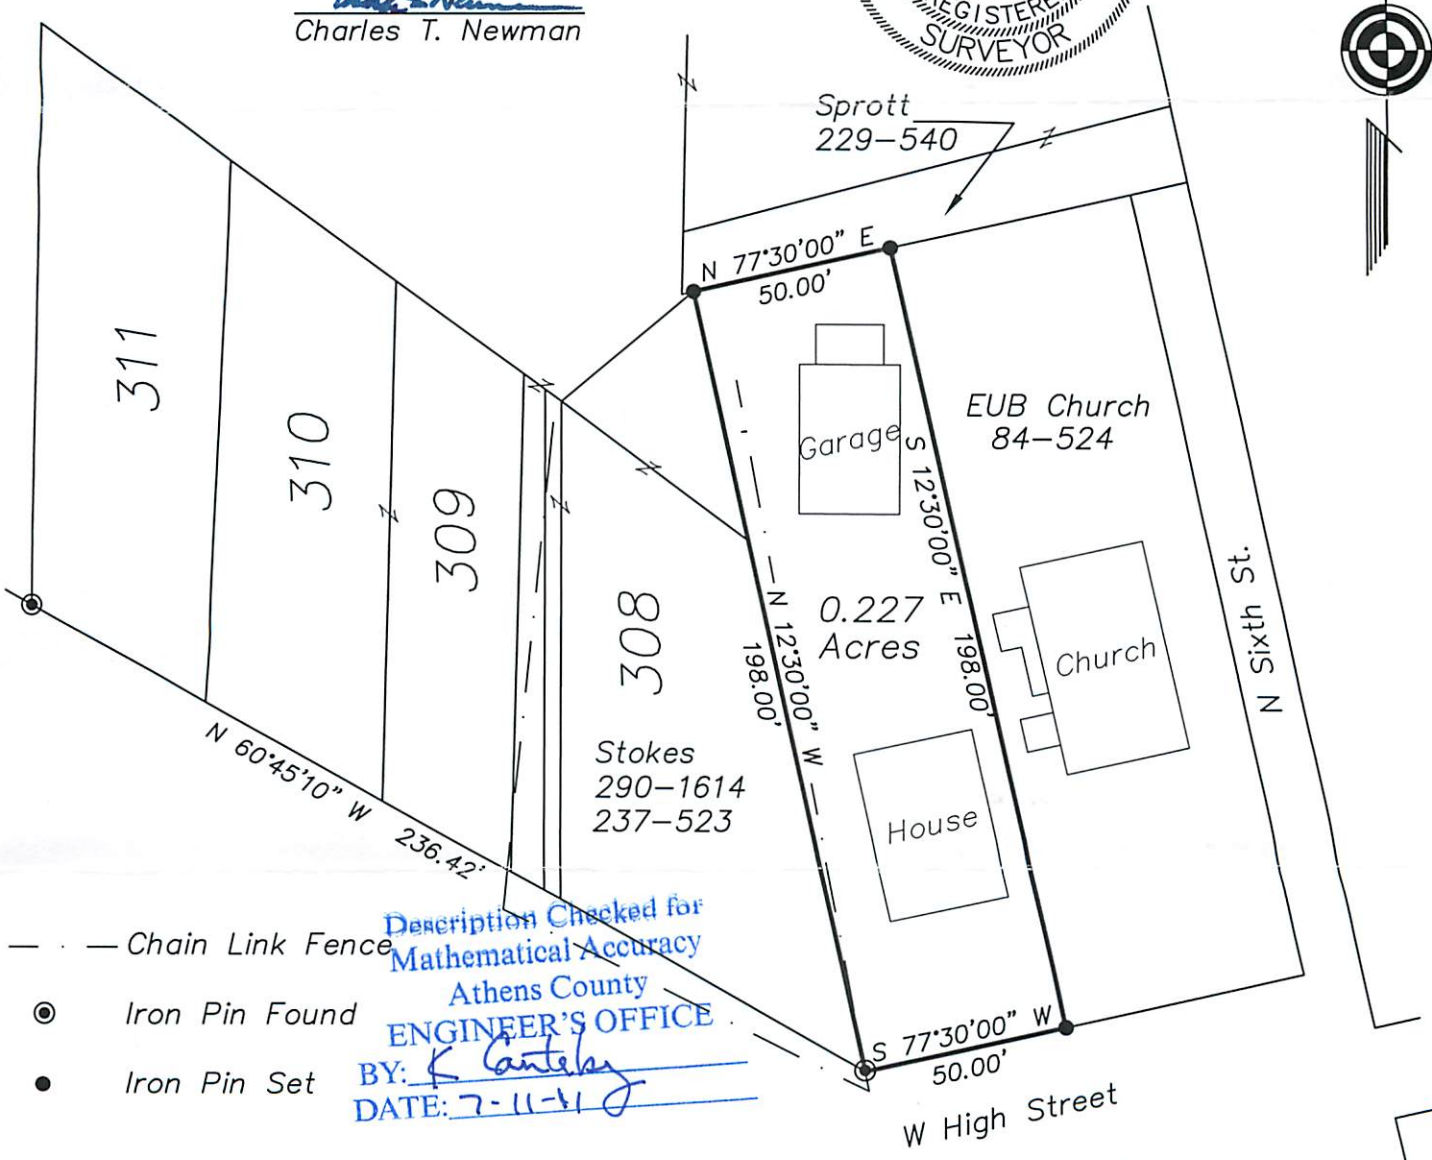 Charles T. Newman
REGISTERED
SURVEYOR
Sprott
229-540
N 77°30'00" E
50.00'
311
310
309
308
Garage
EUB Church
84-524
S 12°30'00" E 198.00'
N 12°30'00" W
198.00'
0.227
Acres
Church
N Sixth St.
House
Stokes
290-1614
237-523
N 60°45'10" W 236.42'
Chain Link Fence
Iron Pin Found
Iron Pin Set
Description Checked for
Mathematical Accuracy
Athens County
ENGINEER'S OFFICE
BY: K
DATE: 7-11-11
S 77°30'00" W
50.00'
W High Street